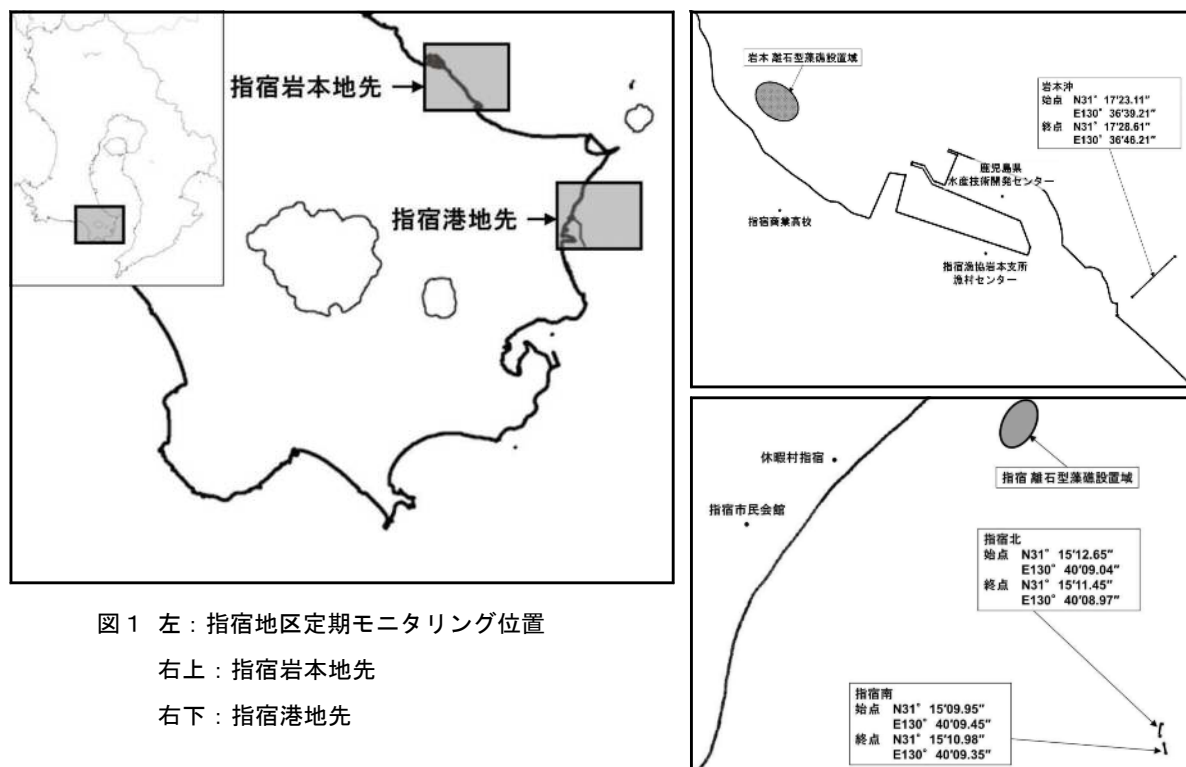 指宿岩本地先
指宿港地先
岩本 離石型藻礁設置域
岩本沖
始点 N31° 17′23.11″
E130° 36′39.21″
終点 N31° 17′28.61″
E130° 36′46.21″
鹿児島県
水産技術開発センター
指宿商業高校
指宿漁協岩本支所
漁村センター
休暇村指宿
指宿 離石型藻礁設置域
指宿市民会館
指宿北
始点 N31° 15′12.65″
E130° 40′09.04″
終点 N31° 15′11.45″
E130° 40′08.97″
指宿南
始点 N31° 15′09.95″
E130° 40′09.45″
終点 N31° 15′10.98″
E130° 40′09.35″
図1 左:指宿地区定期モニタリング位置
右上:指宿岩本地先
右下:指宿港地先